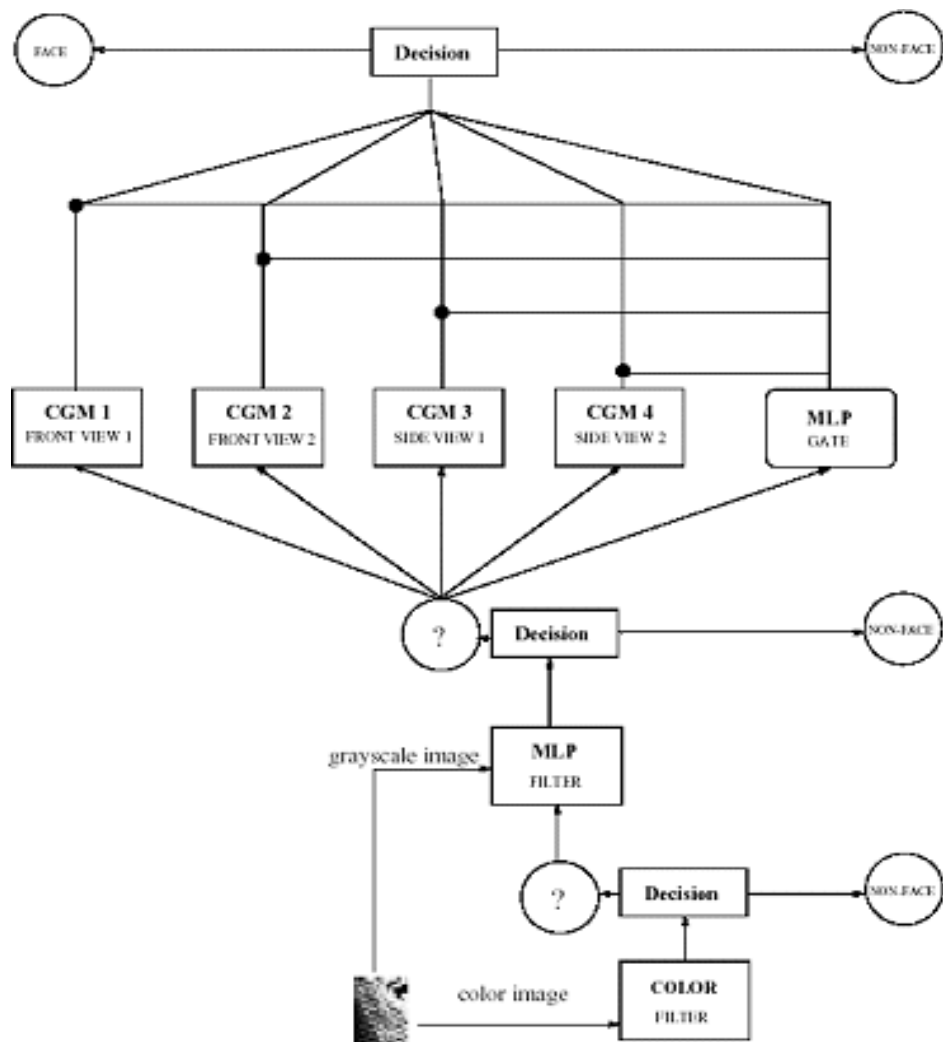 FACE
Decision
NON-FACE
CGM 1
FRONT VIEW 1
CGM 2
FRONT VIEW 2
CGM 3
SIDE VIEW 1
CGM 4
SIDE VIEW 2
MLP
GATE
?
Decision
NON-FACE
grayscale image
MLP
FILTER
?
Decision
NON-FACE
color image
COLOR
FILTER